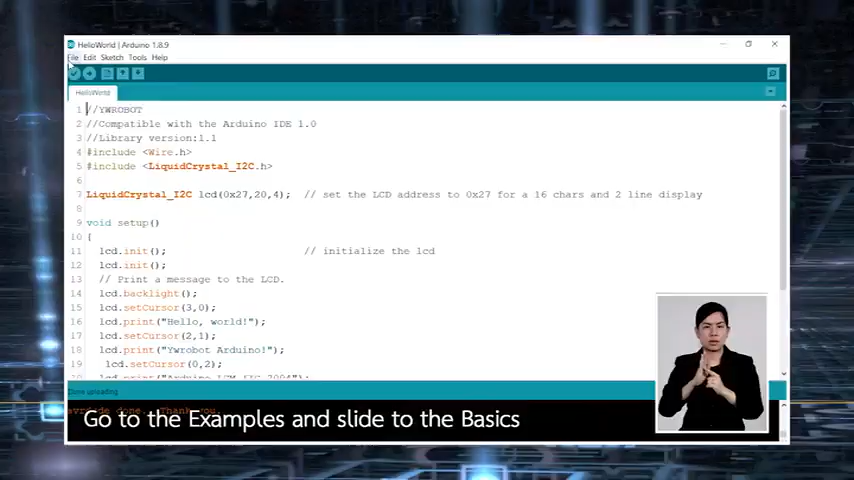 HelloWorld | Arduino 1.8.9
File Edit Sketch Tools Help
HelloWorld
1 //YWROBOT
2 //Compatible with the Arduino IDE 1.0
3 //Library version:1.1
4 #include <Wire.h>
5 #include <LiquidCrystal_I2C.h>
6
7 LiquidCrystal_I2C lcd(0x27,20,4);  // set the LCD address to 0x27 for a 16 chars and 2 line display
8
9 void setup()
10 {
11 lcd.init();                      // initialize the lcd
12 lcd.init();
13 // Print a message to the LCD.
14 lcd.backlight();
15 lcd.setCursor(3,0);
16 lcd.print("Hello, world!");
17 lcd.setCursor(2,1);
18 lcd.print("Ywrobot Arduino!");
19 lcd.setCursor(0,2);
Done uploading
avrdude done. Thank you.
Go to the Examples and slide to the Basics